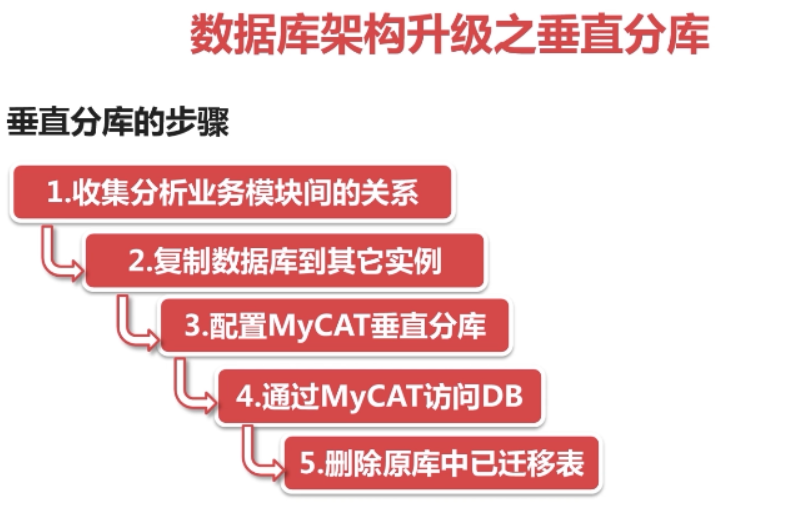 数据库架构升级之垂直分库
垂直分库的步骤
1.收集分析业务模块间的关系
2.复制数据库到其它实例
3.配置MyCAT垂直分库
4.通过MyCAT访问DB
5.删除原库中已迁移表